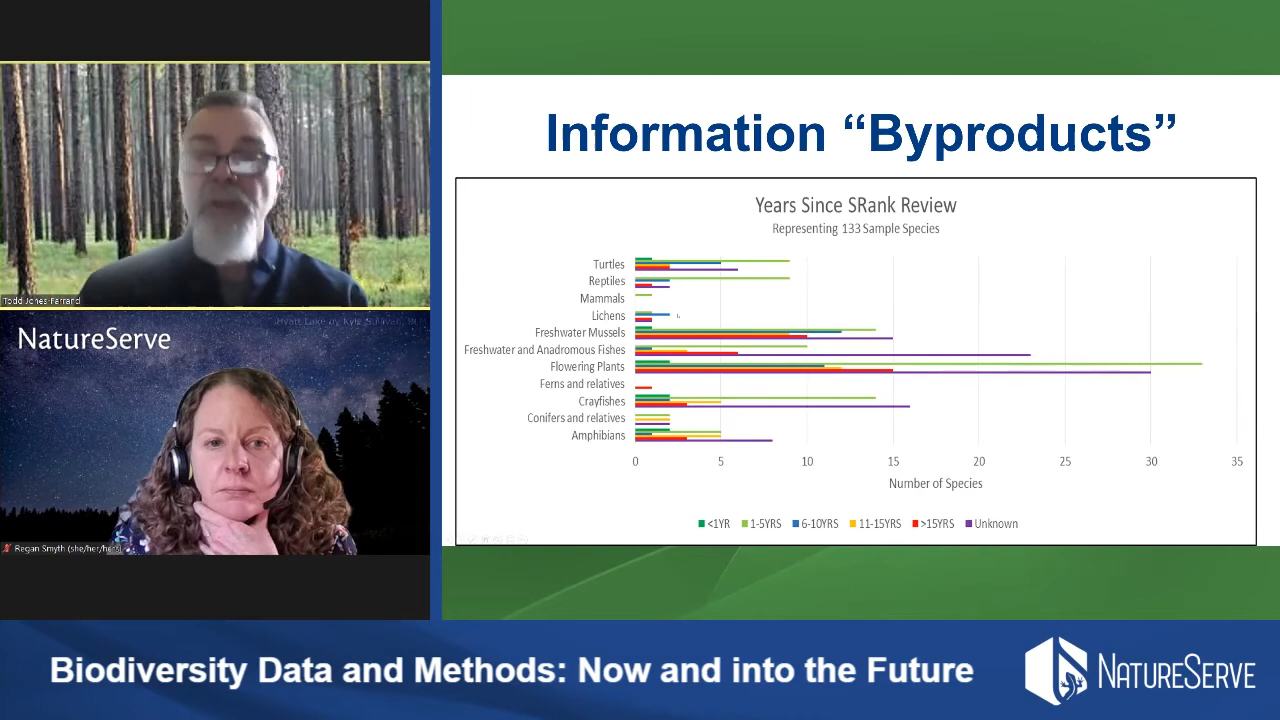 Information “Byproducts”
Years Since SRank Review
Representing 133 Sample Species
Turtles
Reptiles
Mammals
Lichens
Freshwater Mussels
Freshwater and Anadromous Fishes
Flowering Plants
Ferns and relatives
Crayfishes
Conifers and relatives
Amphibians
0 5 10 15 20 25 30 35
Number of Species
<1YR 1-5YRS 6-10YRS 11-15YRS >15YRS Unknown
Todd Jones-Farrand
NatureServe
Regan Smyth (she/her/hers)
Biodiversity Data and Methods: Now and into the Future
NATURESERVE